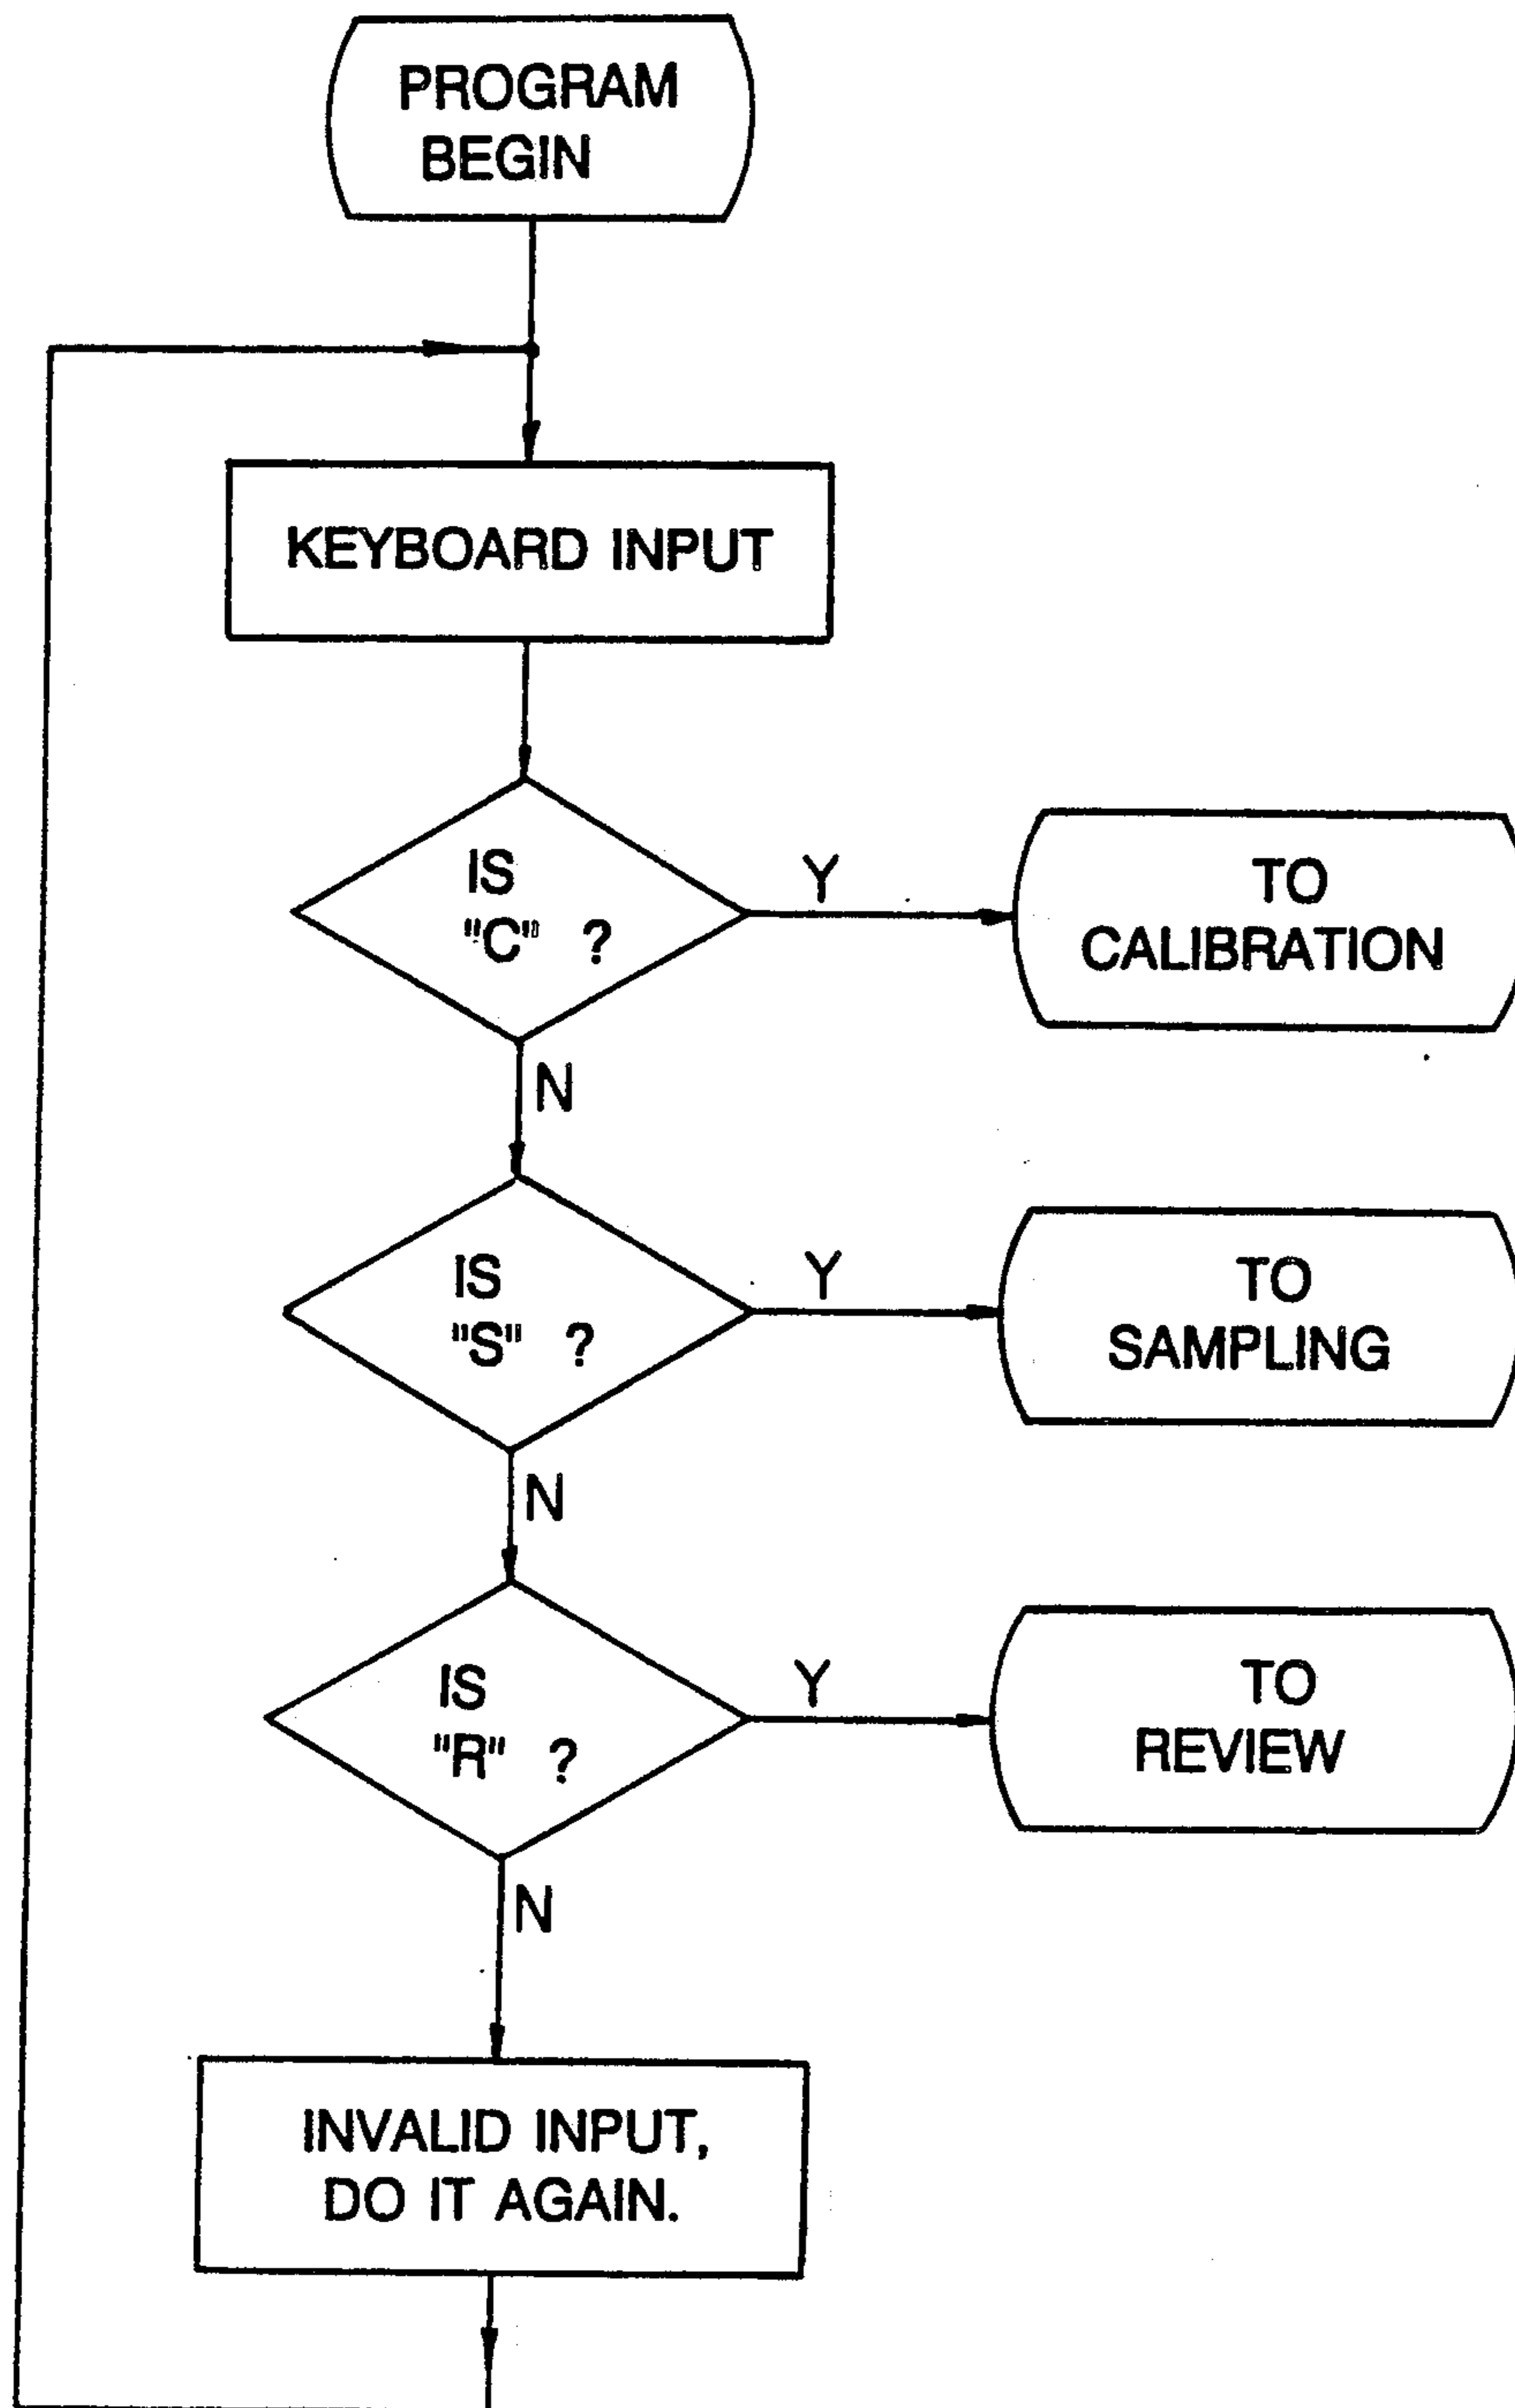 PROGRAM
BEGIN
KEYBOARD INPUT
IS
"C" ?
Y
TO
CALIBRATION
N
IS
"S" ?
Y
TO
SAMPLING
N
IS
"R" ?
Y
TO
REVIEW
N
INVALID INPUT,
DO IT AGAIN.